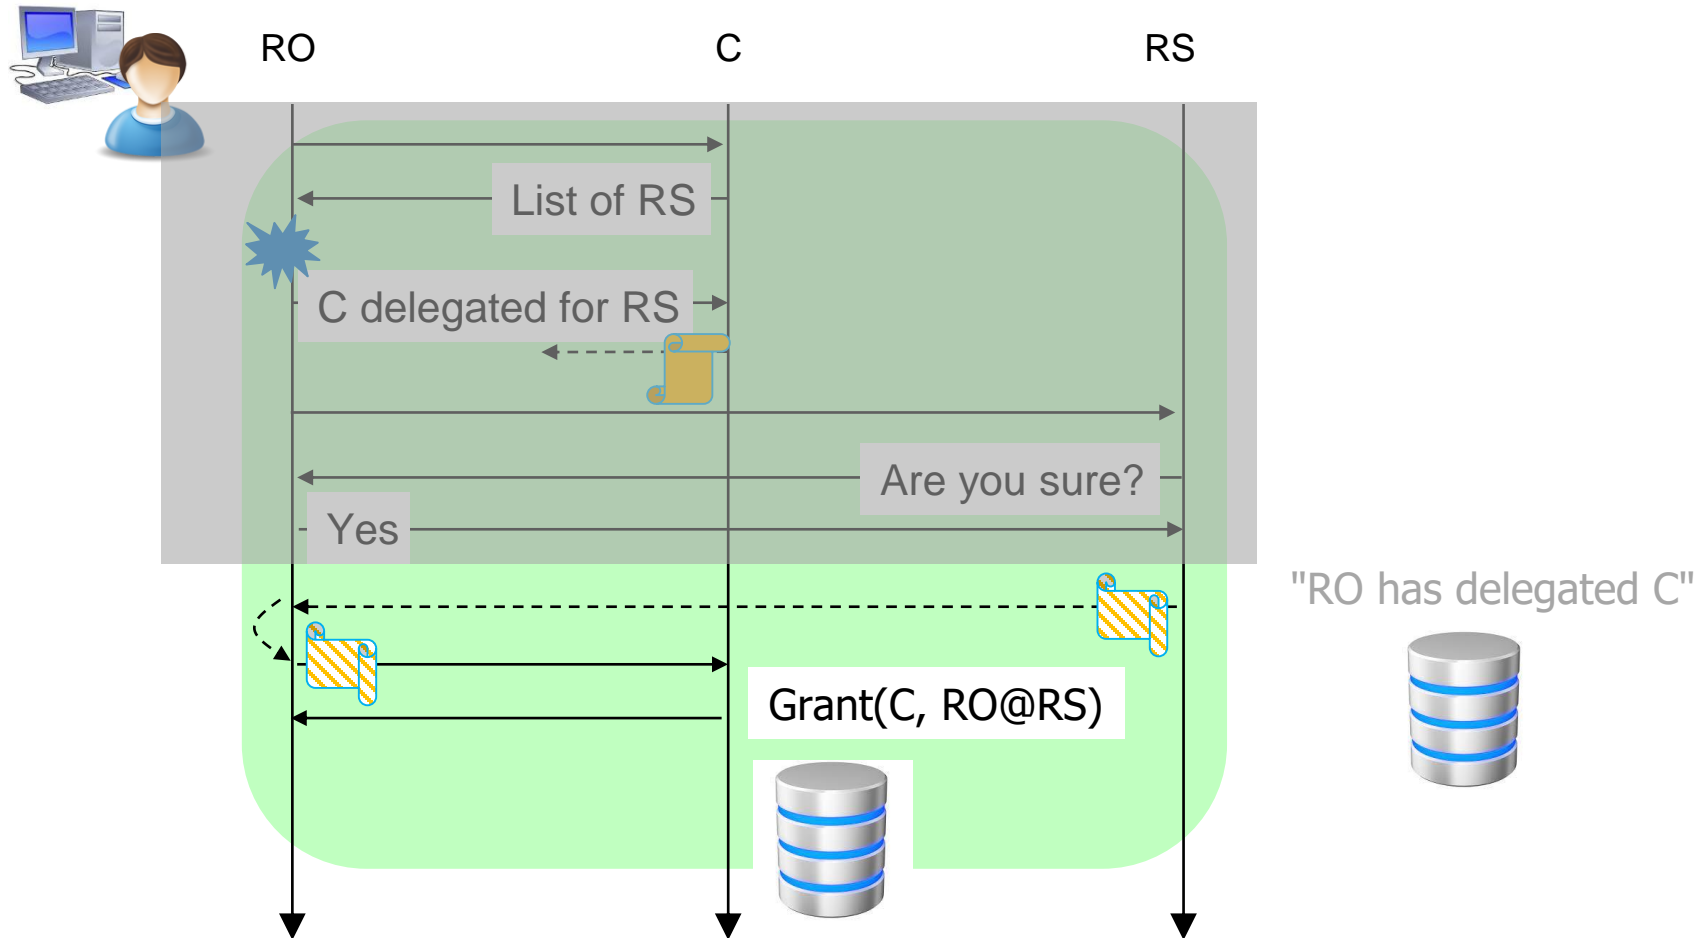 RO
C
RS
List of RS
C delegated for RS
Are you sure?
Yes
"RO has delegated C"
Grant(C, RO@RS)